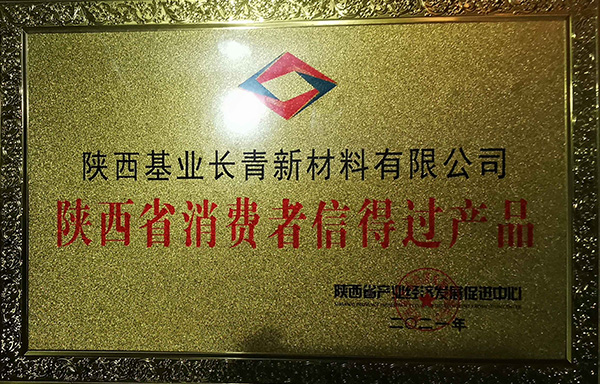 陕西基业长青新材料有限公司
陕西省消费者信得过产品
陕西省产业经济发展促进中心
二〇二一年